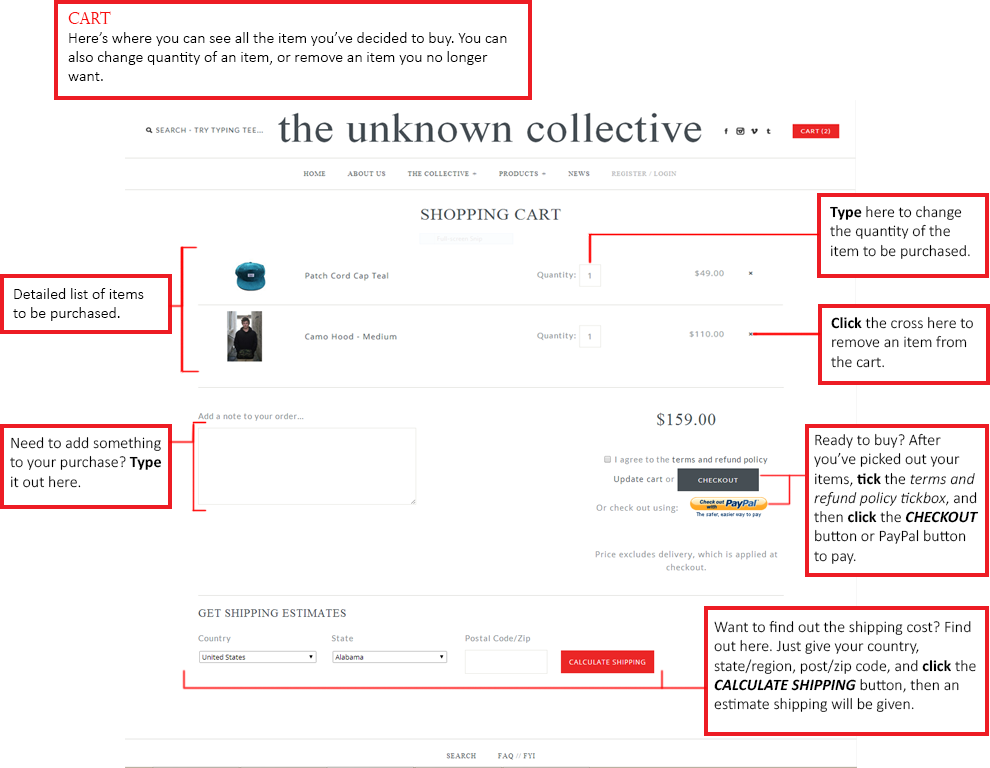 CART
Here’s where you can see all the item you’ve decided to buy. You can
also change quantity of an item, or remove an item you no longer
want.
SEARCH - TRY TYPING TEE...
the unknown collective
CART (2)
HOME ABOUT US THE COLLECTIVE PRODUCTS NEWS REGISTER / LOGIN
SHOPPING CART
Type here to change
the quantity of the
item to be purchased.
Detailed list of items
to be purchased.
Patch Cord Cap Teal Quantity: 1 $49.00 ×
Camo Hood - Medium Quantity: 1 $110.00 ×
Click the cross here to
remove an item from
the cart.
Add a note to your order...
Need to add something
to your purchase? Type
it out here.
$159.00
I agree to the terms and refund policy
Update cart or CHECKOUT
Or check out using: Check out with PayPal
The safer, easier way to pay
Price excludes delivery, which is applied at
checkout.
Ready to buy? After
you’ve picked out your
items, tick the terms and
refund policy tickbox, and
then click the CHECKOUT
button or PayPal button
to pay.
GET SHIPPING ESTIMATES
Country State Postal Code/Zip
United States Alabama CALCULATE SHIPPING
Want to find out the shipping cost? Find
out here. Just give your country,
state/region, post/zip code, and click the
CALCULATE SHIPPING button, then an
estimate shipping will be given.
SEARCH FAQ // FYI